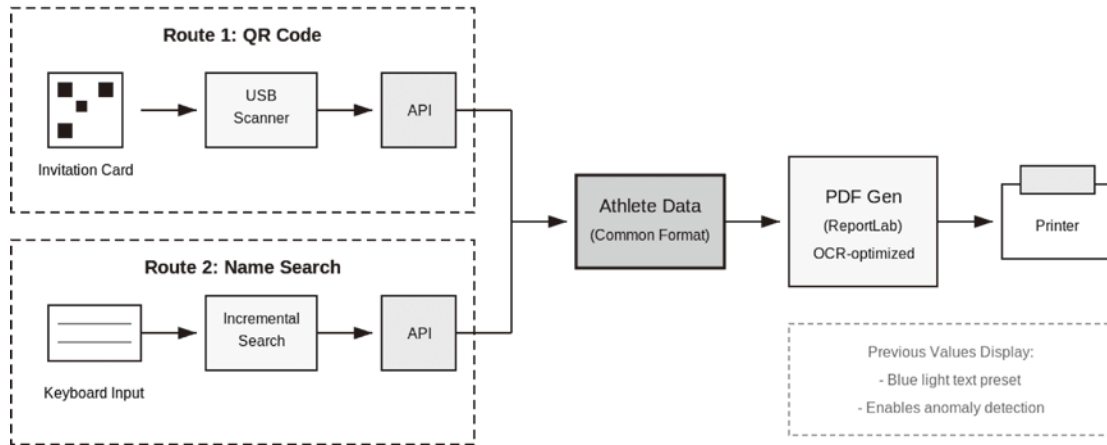 Route 1: QR Code
USB
Scanner
API
Invitation Card
Route 2: Name Search
Incremental
Search
API
Keyboard Input
Athlete Data
(Common Format)
PDF Gen
(ReportLab)
OCR-optimized
Printer
Previous Values Display:
- Blue light text preset
- Enables anomaly detection